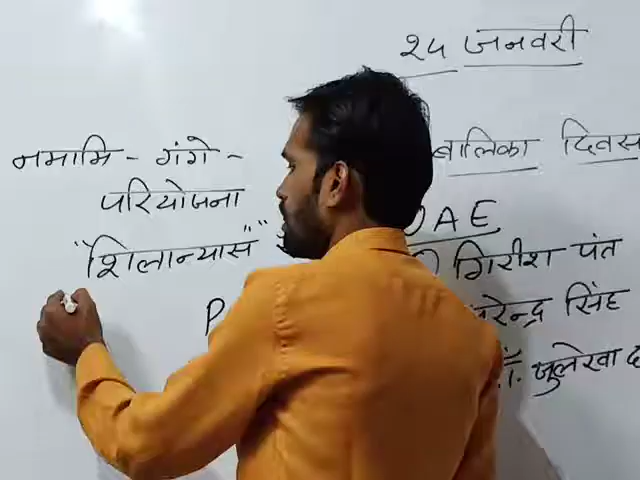 २५ जनवरी
बालिका दिवस
UAE
गिरीश पंत
नरेन्द्र सिंह
डॉ. जुलेखा
नमामि - गंगे -
परियोजना
"शिलान्यास"
P